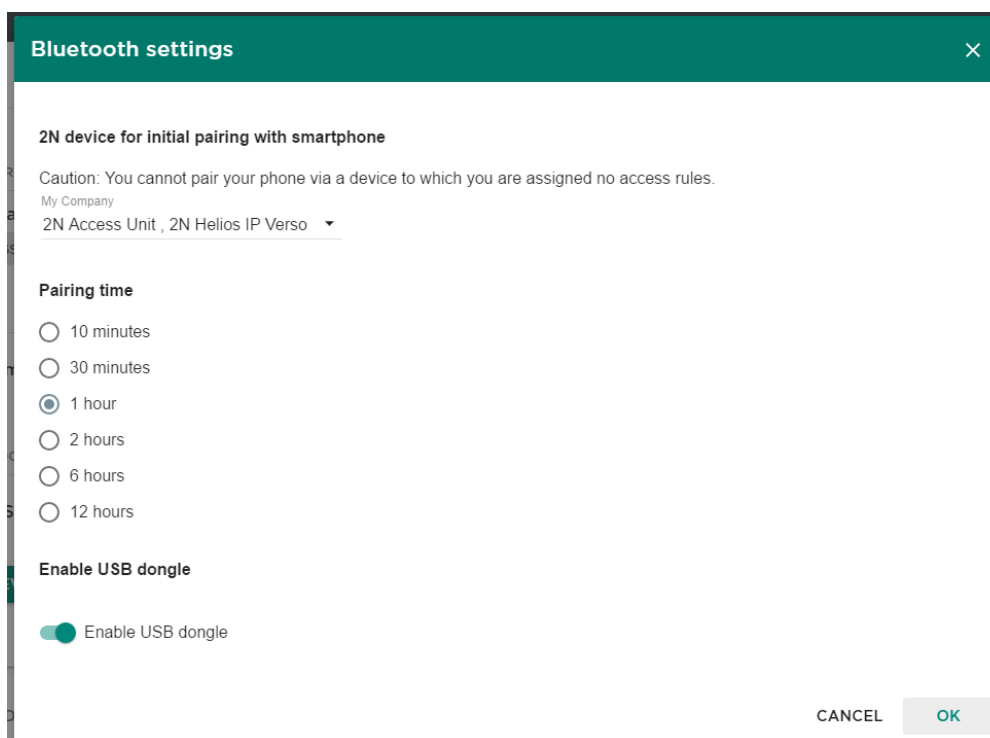 Bluetooth settings
2N device for initial pairing with smartphone
Caution: You cannot pair your phone via a device to which you are assigned no access rules.
My Company
2N Access Unit , 2N Helios IP Verso
Pairing time
10 minutes
30 minutes
1 hour
2 hours
6 hours
12 hours
Enable USB dongle
Enable USB dongle
CANCEL OK